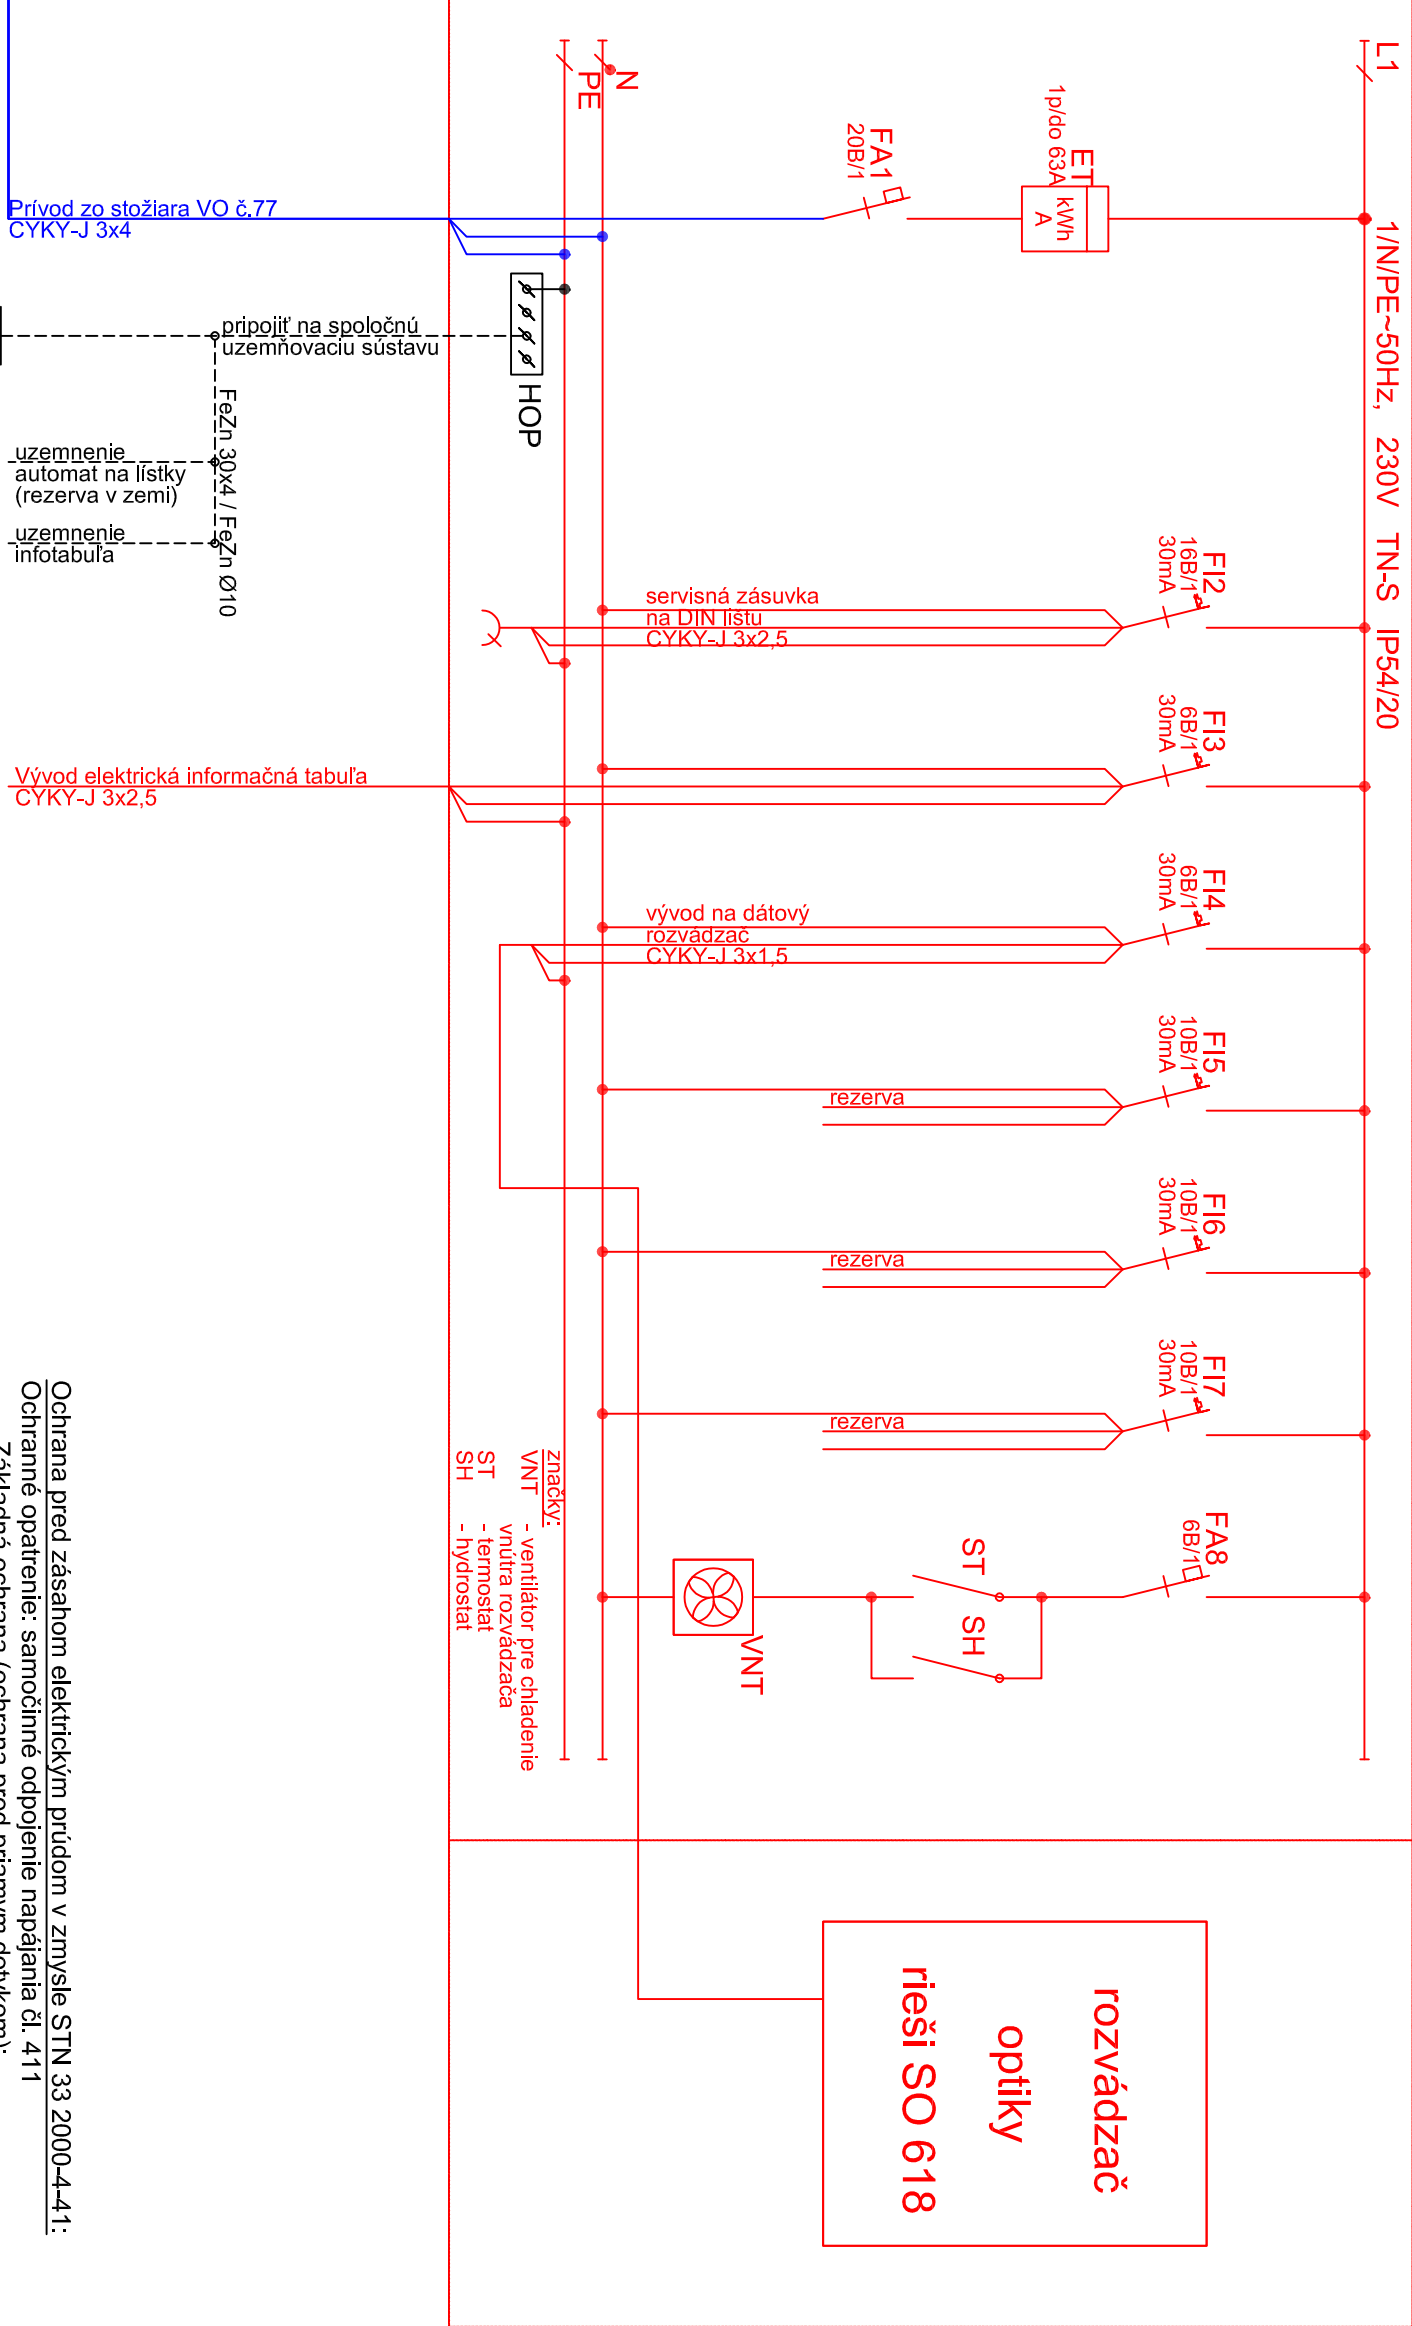 L1
1/N/PE~50Hz, 230V TN-S IP54/20
N
PE
ET
1p/do 63A
kWh
A
FA1
20B/1
Prívod zo stožiara VO č.77
CYKY-J 3x4
pripojiť na spoločnú
uzemňovaciu sústavu
HOP
FeZn 30x4 / FeZn Ø10
uzemnenie
automat na lístky
(rezerva v zemi)
uzemnenie
infotabuľa
FI2
16B/1
30mA
servisná zásuvka
na DIN lištu
CYKY-J 3x2,5
FI3
6B/1
30mA
Vývod elektrická informačná tabuľa
CYKY-J 3x2,5
FI4
6B/1
30mA
vývod na dátový
rozvádzač
CYKY-J 3x1,5
FI5
10B/1
30mA
rezerva
FI6
10B/1
30mA
rezerva
FI7
10B/1
30mA
rezerva
FA8
6B/1
ST
SH
VNT
značky:
VNT - ventilátor pre chladenie
vnútra rozvádzača
ST - termostat
SH - hydrostat
rozvádzač
optiky
rieši SO 618
Ochrana pred zásahom elektrickým prúdom v zmysle STN 33 2000-4-41:
Ochranné opatrenie: samočinné odpojenie napájania čl. 411
Základná ochrana (ochrana pred priamym dotykom):